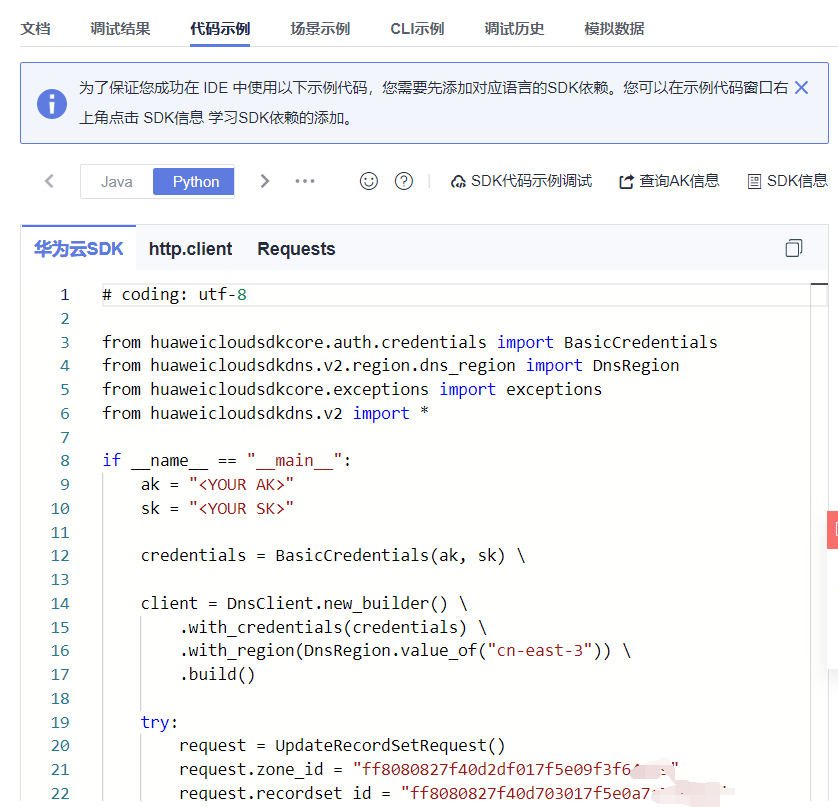 文档 调试结果 代码示例 场景示例 CLI示例 调试历史 模拟数据
为了保证您成功在 IDE 中使用以下示例代码，您需要先添加对应语言的SDK依赖。您可以在示例代码窗口右
上角点击 SDK信息 学习SDK依赖的添加。
Java Python SDK代码示例调试 查询AK信息 SDK信息
华为云SDK http.client Requests
1 # coding: utf-8
2
3 from huaweicloudsdkcore.auth.credentials import BasicCredentials
4 from huaweicloudsdkdns.v2.region.dns_region import DnsRegion
5 from huaweicloudsdkcore.exceptions import exceptions
6 from huaweicloudsdkdns.v2 import *
7
8 if __name__ == "__main__":
9 ak = "<YOUR AK>"
10 sk = "<YOUR SK>"
11
12 credentials = BasicCredentials(ak, sk) \
13
14 client = DnsClient.new_builder() \
15 .with_credentials(credentials) \
16 .with_region(DnsRegion.value_of("cn-east-3")) \
17 .build()
18
19 try:
20 request = UpdateRecordSetRequest()
21 request.zone_id = "ff8080827f40d2df017f5e09f3f64
22 request.recordset_id = "ff8080827f40d703017f5e0a7